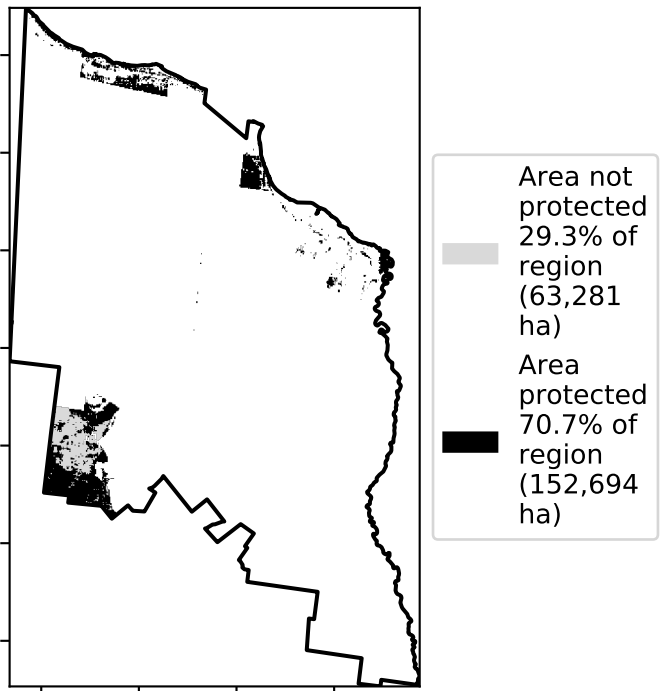 Area not
protected
29.3% of
region
(63,281
ha)
Area
protected
70.7% of
region
(152,694
ha)